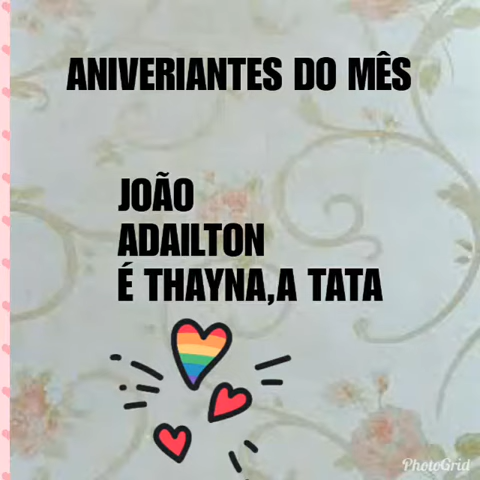 ANIVERIANTES DO MÊS
JOÃO
ADAILTON
É THAYNA,A TATA
PhotoGrid